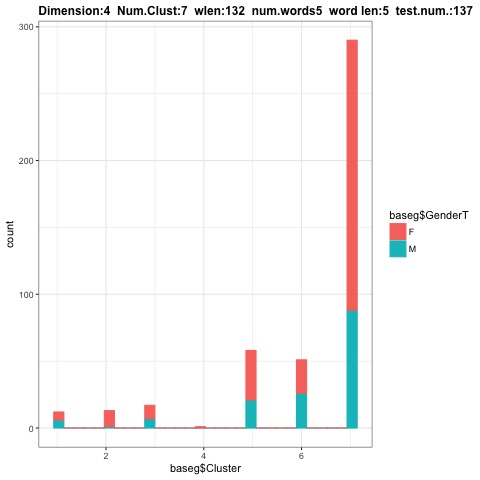 Dimension:4  Num.Clust:7  wlen:132  num.words5  word len:5  test.num.:137
300
200
100
0
count
2 4 6
baseg$Cluster
baseg$GenderT
F
M